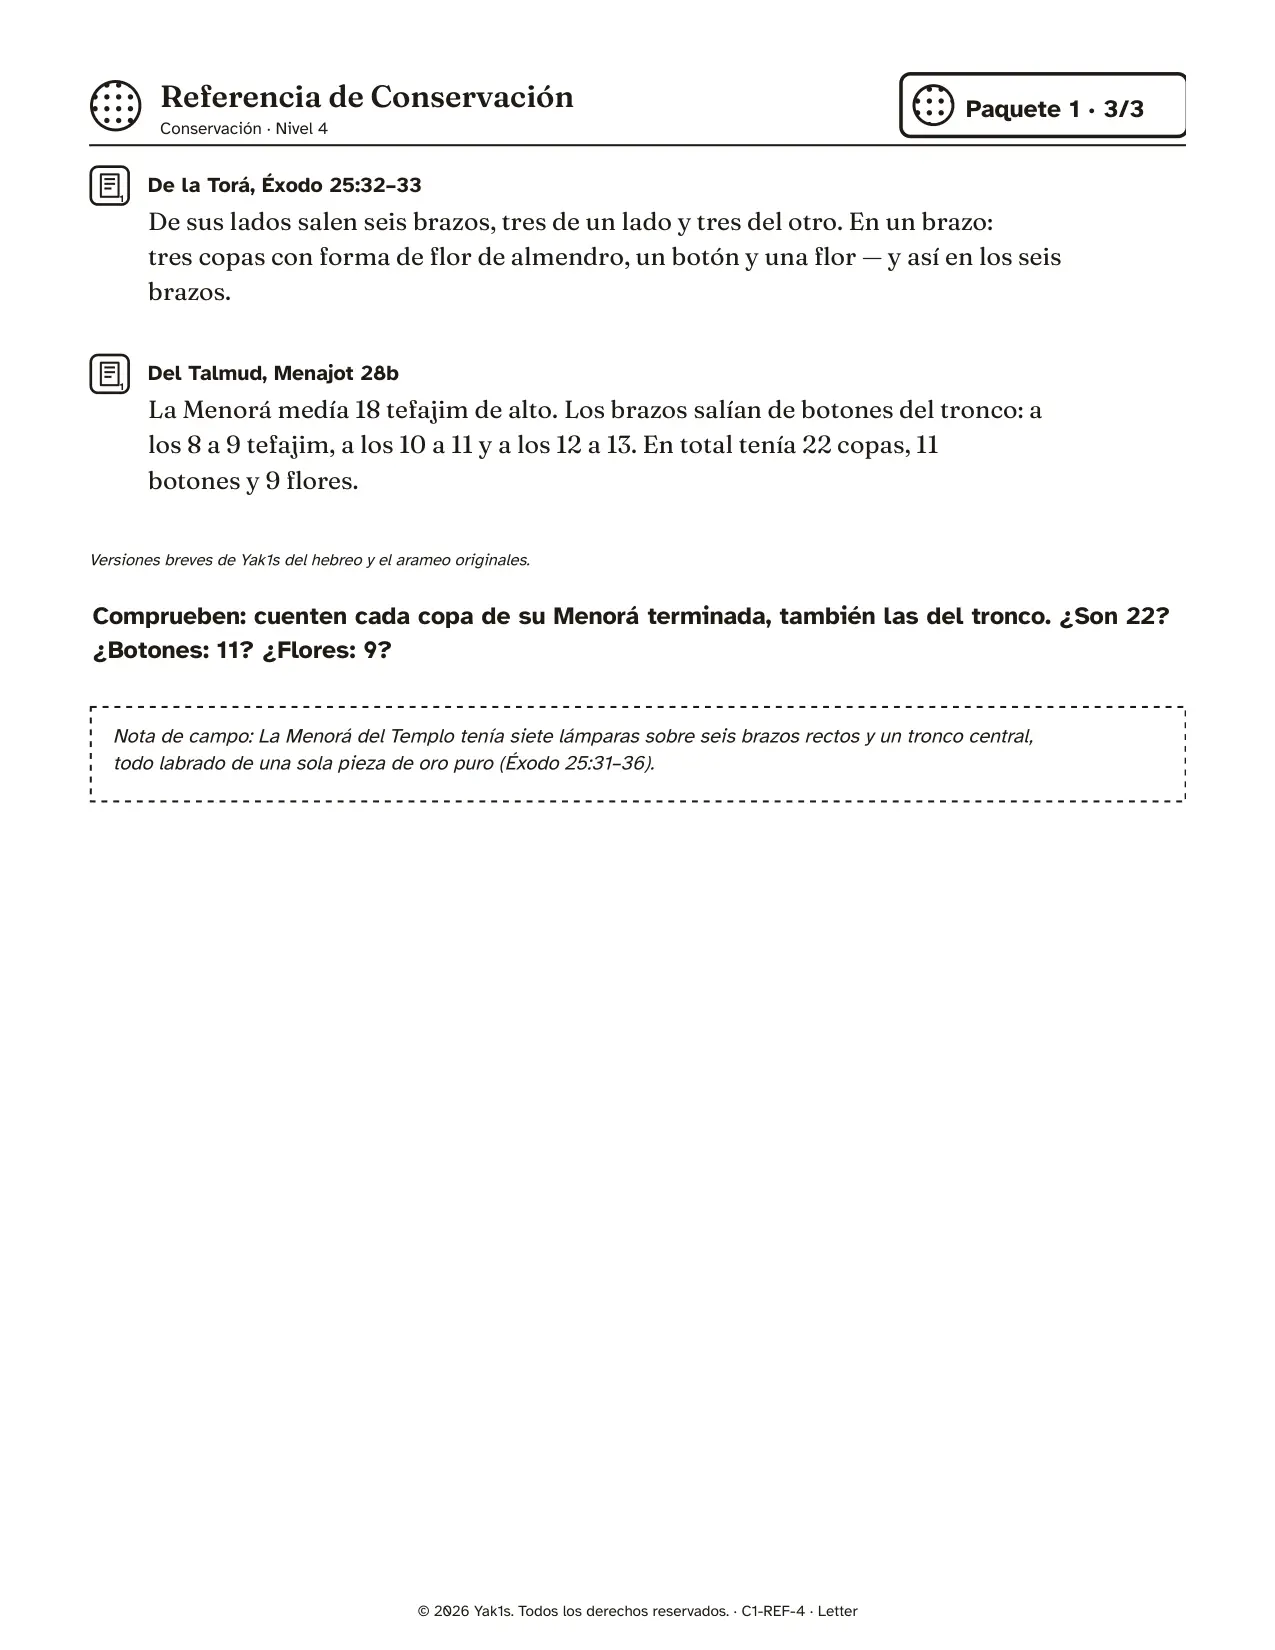 Referencia de Conservación
Conservación · Nivel 4
Paquete 1 · 3/3
De la Torá, Éxodo 25:32–33
De sus lados salen seis brazos, tres de un lado y tres del otro. En un brazo:
tres copas con forma de flor de almendro, un botón y una flor — y así en los seis
brazos.
1
Del Talmud, Menajot 28b
La Menorá medía 18 tefajim de alto. Los brazos salían de botones del tronco: a
los 8 a 9 tefajim, a los 10 a 11 y a los 12 a 13. En total tenía 22 copas, 11
botones y 9 flores.
1
Versiones breves de Yak1s del hebreo y el arameo originales.
Comprueben: cuenten cada copa de su Menorá terminada, también las del tronco. ¿Son 22?
¿Botones: 11? ¿Flores: 9?
Nota de campo: La Menorá del Templo tenía siete lámparas sobre seis brazos rectos y un tronco central,
todo labrado de una sola pieza de oro puro (Éxodo 25:31–36).
© 2026 Yak1s. Todos los derechos reservados. · C1-REF-4 · Letter